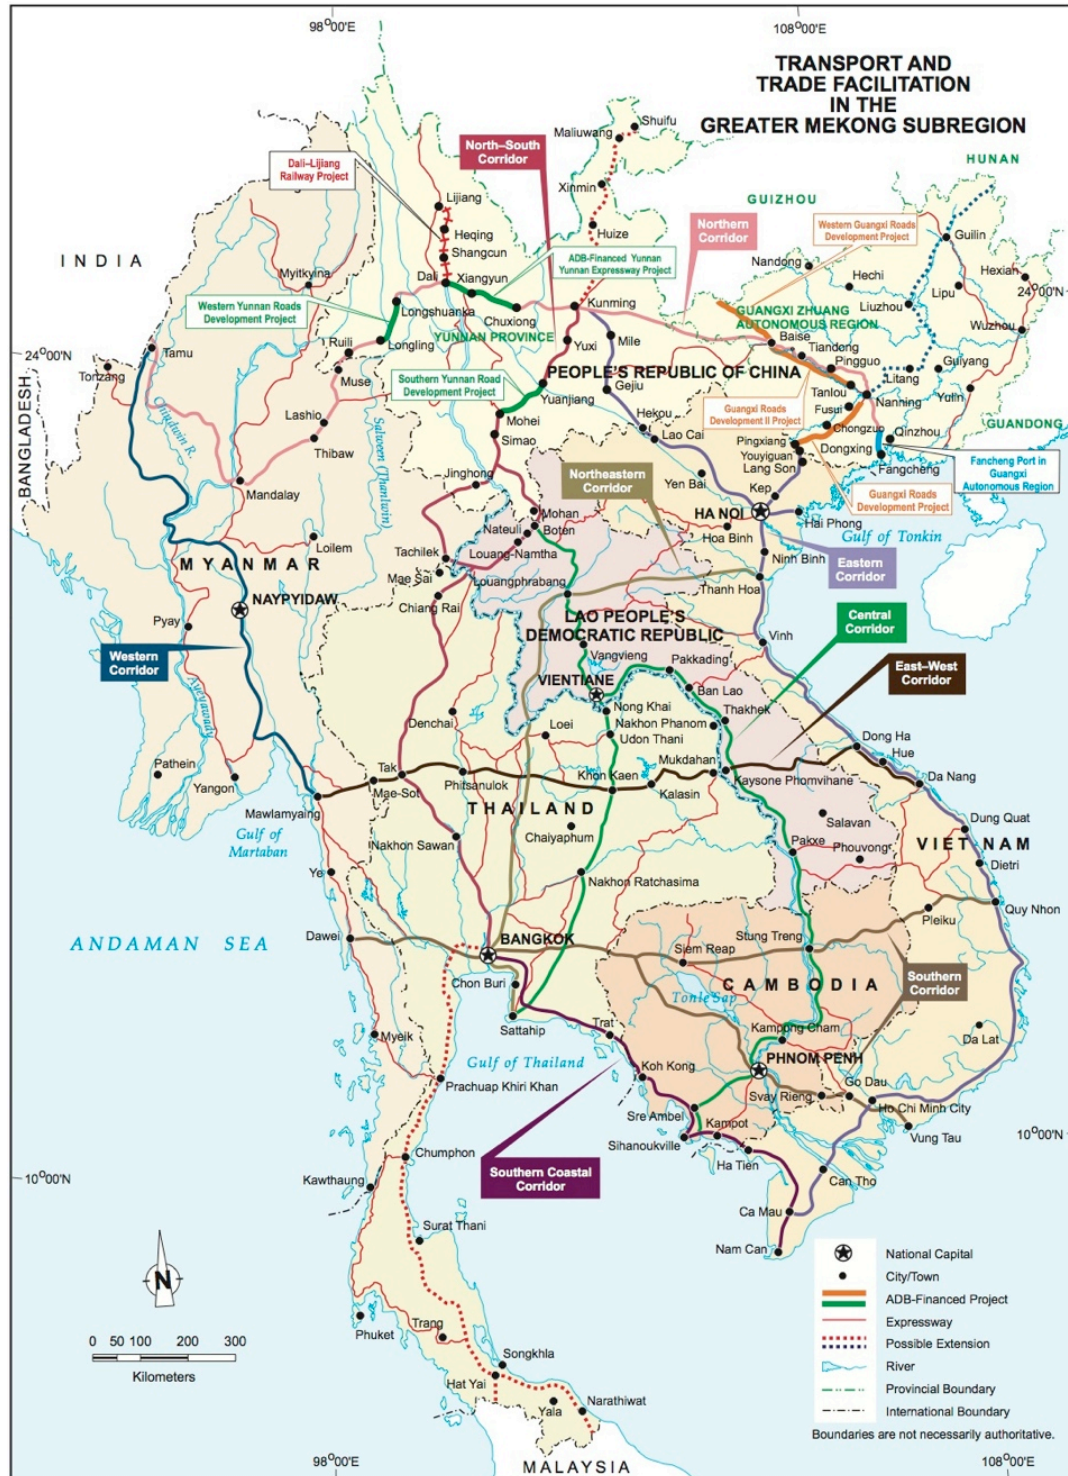 98°00'E
108°00'E
TRANSPORT AND
TRADE FACILITATION
IN THE
GREATER MEKONG SUBREGION
Shuifu
Maliuwang
North–South
Corridor
HUNAN
Dali–Lijiang
Railway Project
Xinmin
GUIZHOU
Lijiang
Northern
Corridor
Western Guangxi Roads
Development Project
Heqing
Huize
Guilin
INDIA
Shangcun
ADB-Financed Yunnan
Yunnan Expressway Project
Nandong
Hechi
Hexian
Myitkyina
Dali
Xiangyun
Lipu
24°00'N
Western Yunnan Roads
Development Project
Longshuanka
Chuxiong
Kunming
Liuzhou
GUANGXI ZHUANG
AUTONOMOUS REGION
Wuzhou
YUNNAN PROVINCE
Ruili
Longling
Yuxi
Mile
Baise
Tiandeng
24°00'N
Tamu
Pingguo
Guiyang
Tonzang
Muse
Southern Yunnan Road
Development Project
PEOPLE'S REPUBLIC OF CHINA
Litang
Yuanjiang
Gejiu
Tanlou
Nanning
Yulin
BANGLADESH
Chindwin R.
Lashio
Salween (Thanlwin)
Mohei
Hekou
Guangxi Roads
Development II Project
Fusui
Chongzuo
Qinzhou
GUANDONG
Simao
Lao Cai
Pingxiang
Youyiguan
Dongxing
Thibaw
Lang Son
Fangcheng
Fancheng Port in
Guangxi
Autonomous Region
Jinghong
Northeastern
Corridor
Yen Bai
Kep
Mandalay
Guangxi Roads
Development Project
Mohan
HA NOI
Hai Phong
Nateuli
Boten
Hoa Binh
Gulf of Tonkin
Loilem
Louang-Namtha
Tachilek
Ninh Binh
MYANMAR
Mae Sai
Louangphrabang
Eastern
Corridor
Thanh Hoa
NAYPYIDAW
Chiang Rai
LAO PEOPLE'S
DEMOCRATIC REPUBLIC
Central
Corridor
Pyay
Vinh
Western
Corridor
Vangvieng
Pakkading
East–West
Corridor
VIENTIANE
Ban Lao
Ayeyawady
Nong Khai
Thakhek
Denchai
Loei
Nakhon Phanom
Udon Thani
Dong Ha
Hue
Pathein
Mukdahan
Tak
Khon Kaen
Kaysone Phomvihane
Da Nang
Yangon
Mae-Sot
Phitsanulok
Kalasin
Mawlamyaing
THAILAND
Salavan
Dung Quat
Gulf of
Martaban
Chaiyaphum
Nakhon Sawan
Pakxe
Phouvong
VIET NAM
Ye
Dietri
Nakhon Ratchasima
Quy Nhon
Pleiku
Dawei
BANGKOK
Stung Treng
ANDAMAN SEA
Siem Reap
Southern
Corridor
Chon Buri
CAMBODIA
Tonle Sap
Sattahip
Trat
Kampong Cham
Myeik
Da Lat
Gulf of Thailand
Koh Kong
PHNOM PENH
Prachuap Khiri Khan
Svay Rieng
Go Dau
Sre Ambel
Ho Chi Minh City
Kampot
Sihanoukville
Vung Tau
10°00'N
Chumphon
Southern Coastal
Corridor
Ha Tien
10°00'N
Kawthaung
Can Tho
Ca Mau
Surat Thani
Nam Can
N
National Capital
City/Town
ADB-Financed Project
Expressway
Possible Extension
River
Provincial Boundary
International Boundary
Boundaries are not necessarily authoritative.
Phuket
Trang
0 50 100 200 300
Kilometers
Songkhla
Hat Yai
Narathiwat
Yala
98°00'E
MALAYSIA
108°00'E